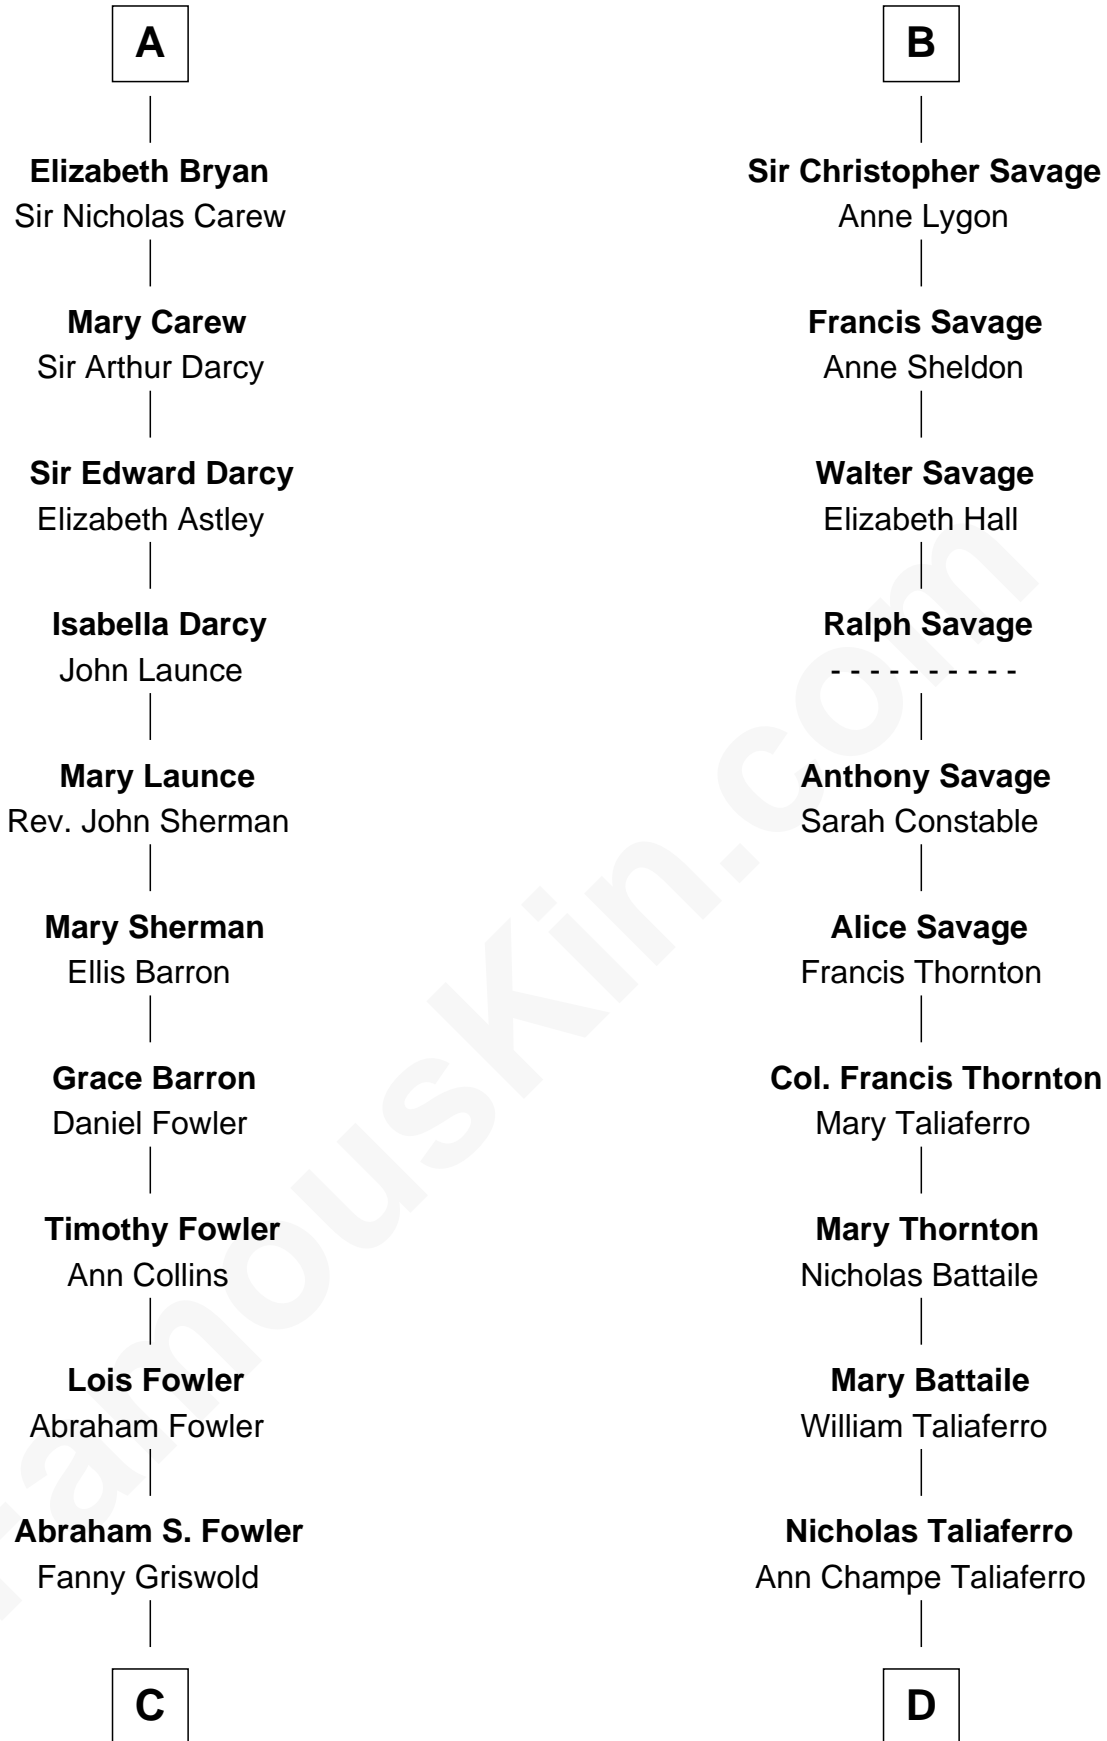 A
Elizabeth Bryan
Sir Nicholas Carew
Mary Carew
Sir Arthur Darcy
Sir Edward Darcy
Elizabeth Astley
Isabella Darcy
John Launce
Mary Launce
Rev. John Sherman
Mary Sherman
Ellis Barron
Grace Barron
Daniel Fowler
Timothy Fowler
Ann Collins
Lois Fowler
Abraham Fowler
Abraham S. Fowler
Fanny Griswold
C
B
Sir Christopher Savage
Anne Lygon
Francis Savage
Anne Sheldon
Walter Savage
Elizabeth Hall
Ralph Savage
- - - - - - - - - -
Anthony Savage
Sarah Constable
Alice Savage
Francis Thornton
Col. Francis Thornton
Mary Taliaferro
Mary Thornton
Nicholas Battaile
Mary Battaile
William Taliaferro
Nicholas Taliaferro
Ann Champe Taliaferro
D
FamousKin.com